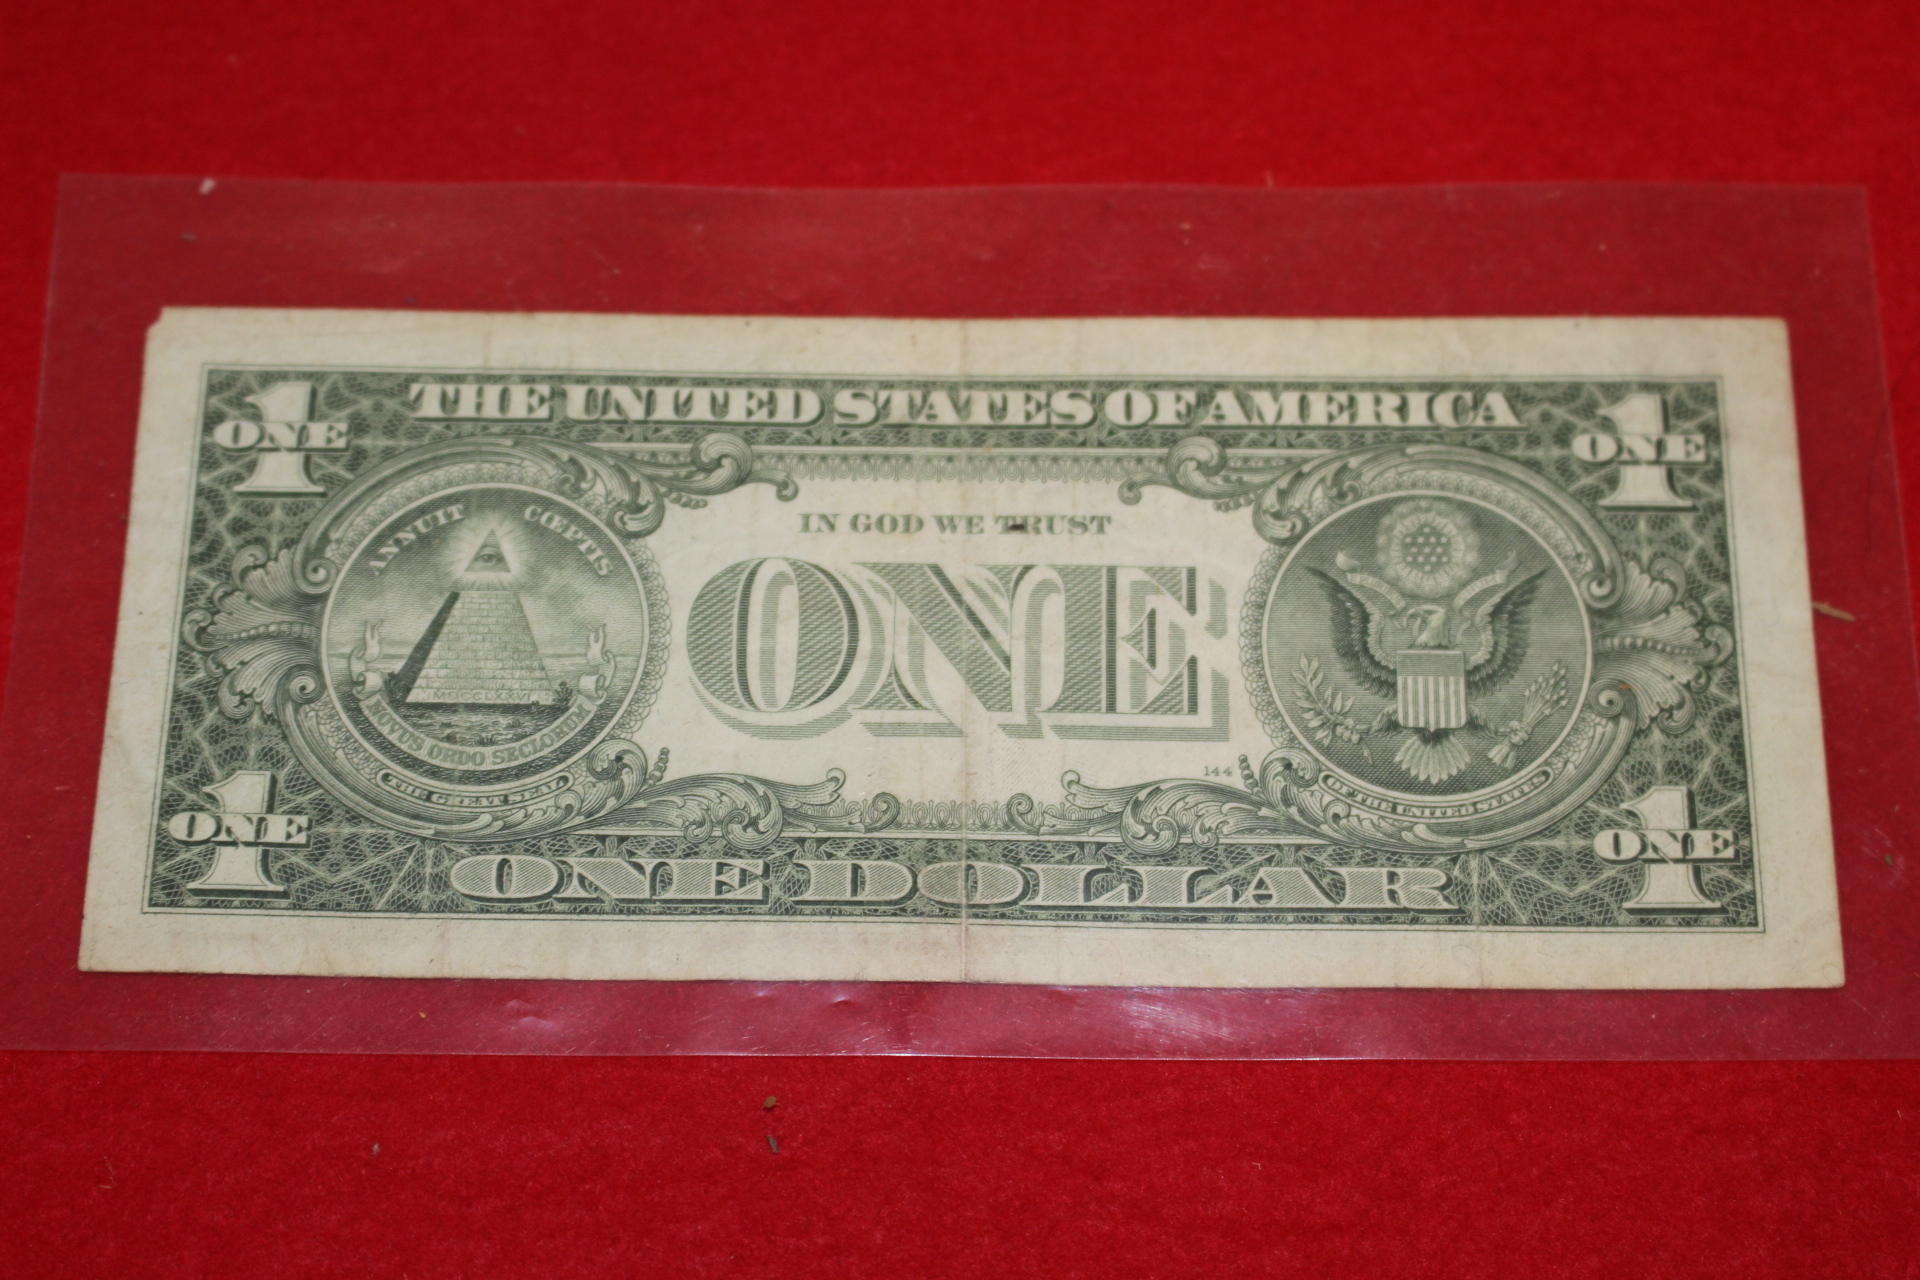 THE UNITED STATES OF AMERICA
1
ONE
1
ONE
ANNUIT CŒPTIS
IN GOD WE TRUST
ONE
MDCCLXXVI
NOVUS ORDO SECLORUM
THE GREAT SEAL
144
OF THE UNITED STATES
1
ONE
1
ONE
ONE DOLLAR